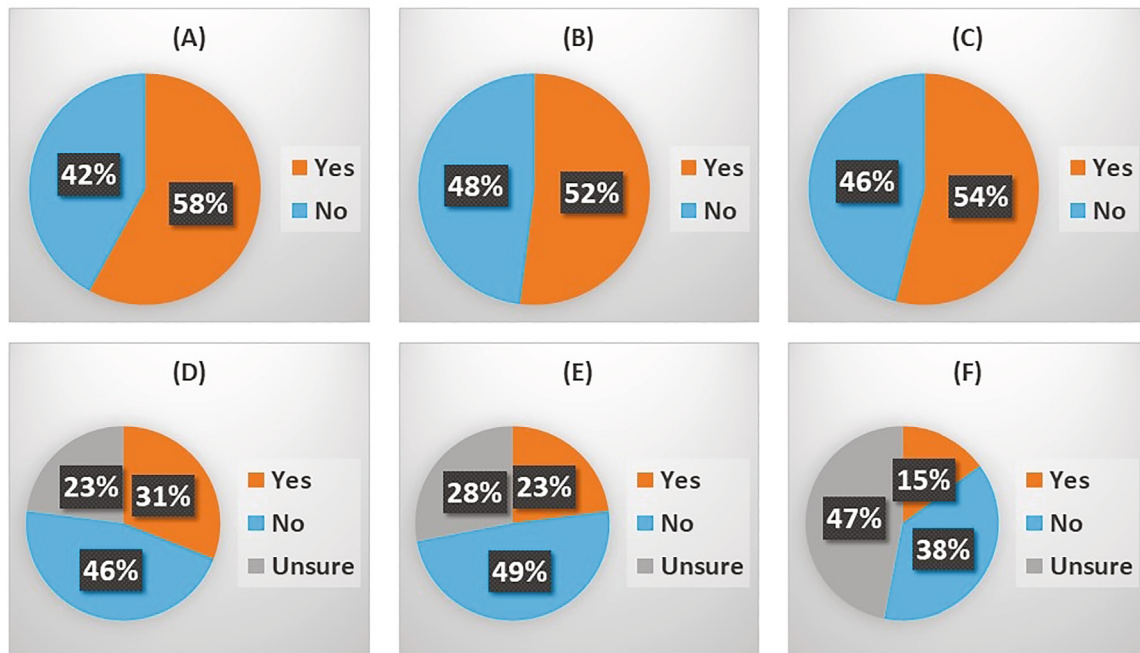 (A)
42%
58%
Yes
No
(B)
48%
52%
Yes
No
(C)
46%
54%
Yes
No
(D)
23%
31%
46%
Yes
No
Unsure
(E)
28%
23%
49%
Yes
No
Unsure
(F)
15%
47%
38%
Yes
No
Unsure